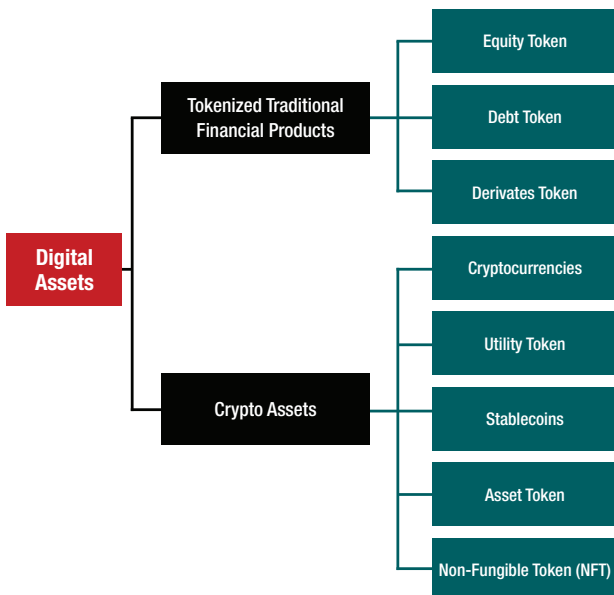 Digital
Assets
Tokenized Traditional
Financial Products
Equity Token
Debt Token
Derivates Token
Crypto Assets
Cryptocurrencies
Utility Token
Stablecoins
Asset Token
Non-Fungible Token (NFT)